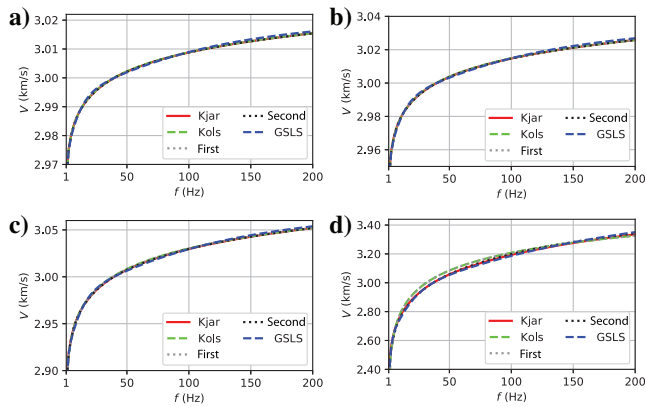 a)
3.02
3.01
3.00
2.99
2.98
2.97
V (km/s)
1 50 100 150 200
f (Hz)
Kjar
Kols
First
Second
GSLS
b)
3.04
3.02
3.00
2.98
2.96
V (km/s)
1 50 100 150 200
f (Hz)
Kjar
Kols
First
Second
GSLS
c)
3.05
3.00
2.95
2.90
V (km/s)
1 50 100 150 200
f (Hz)
Kjar
Kols
First
Second
GSLS
d)
3.40
3.20
3.00
2.80
2.60
2.40
V (km/s)
1 50 100 150 200
f (Hz)
Kjar
Kols
First
Second
GSLS